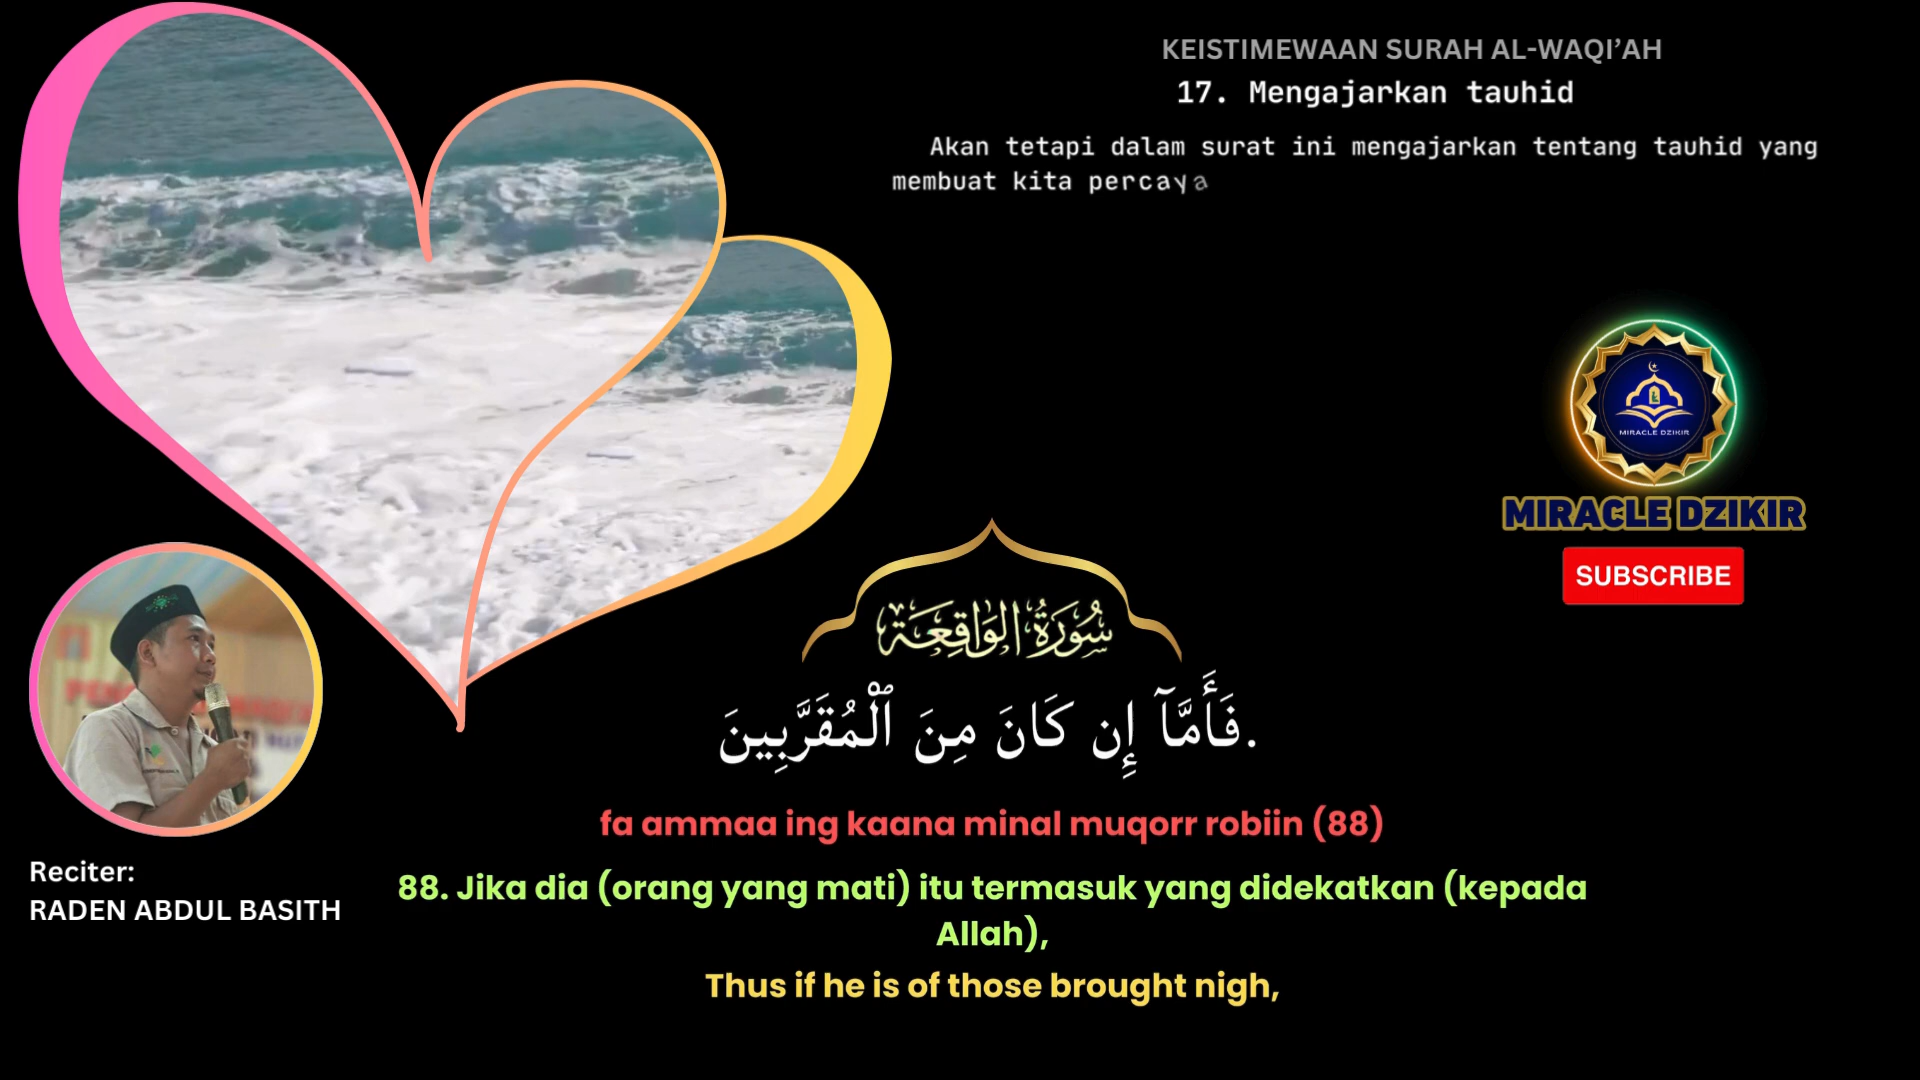 KEISTIMEWAAN SURAH AL-WAQI’AH
17. Mengajarkan tauhid
Akan tetapi dalam surat ini mengajarkan tentang tauhid yang
membuat kita percaya
MIRACLE DZIKIR
MIRACLE DZIKIR
SUBSCRIBE
سُورَةُ الوَاقِعَة
فَأَمَّآ إِن كَانَ مِنَ ٱلْمُقَرَّبِينَ.
fa ammaa ing kaana minal muqorr robiin (88)
88. Jika dia (orang yang mati) itu termasuk yang didekatkan (kepada
Allah),
Thus if he is of those brought nigh,
Reciter:
RADEN ABDUL BASITH